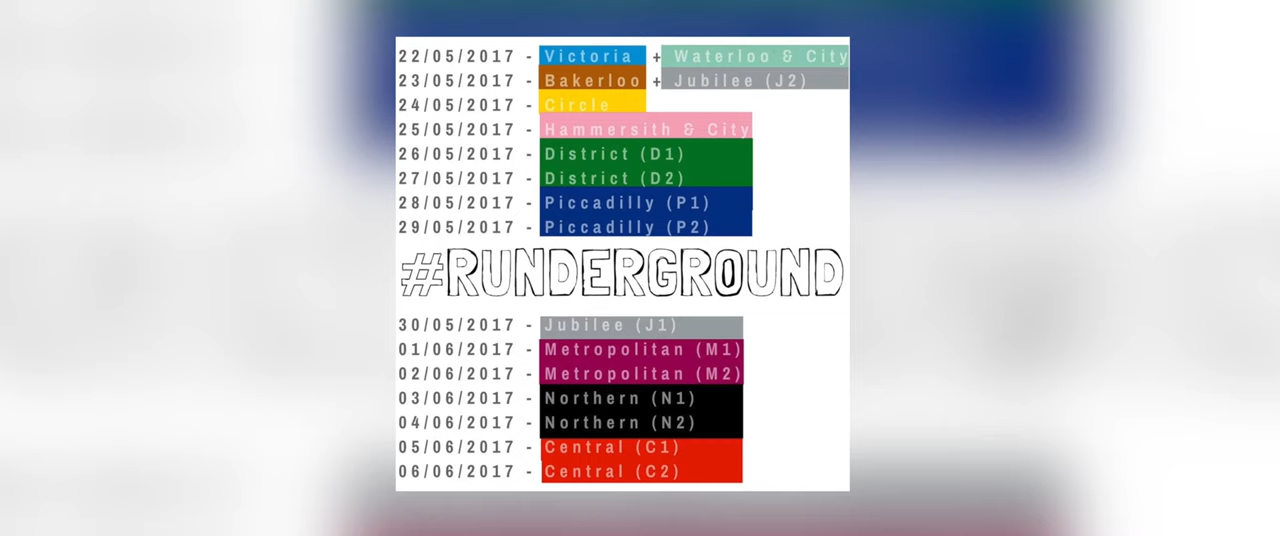 22/05/2017 - Victoria + Waterloo & City
23/05/2017 - Bakerloo + Jubilee (J2)
24/05/2017 - Circle
25/05/2017 - Hammersith & City
26/05/2017 - District (D1)
27/05/2017 - District (D2)
28/05/2017 - Piccadilly (P1)
29/05/2017 - Piccadilly (P2)
#RUNDERGROUND
30/05/2017 - Jubilee (J1)
01/06/2017 - Metropolitan (M1)
02/06/2017 - Metropolitan (M2)
03/06/2017 - Northern (N1)
04/06/2017 - Northern (N2)
05/06/2017 - Central (C1)
06/06/2017 - Central (C2)